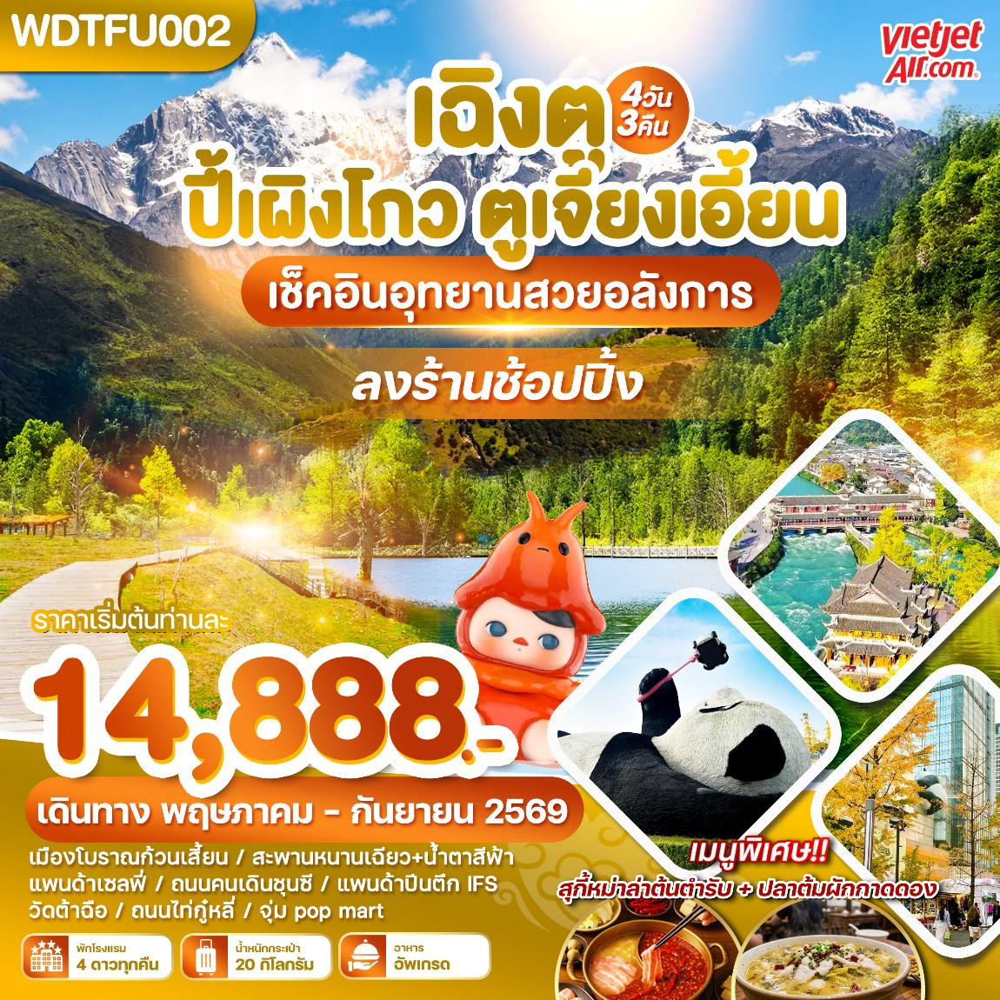 WDTFU002
vietjet
Air.com
เฉิงตุ
4วัน
3คืน
ปี้เผิงโกว ตูเจียงเอี้ยน
เช็คอินอุทยานสวยอลังการ
ลงร้านช้อปปิ้ง
ราคาเริ่มต้นท่านละ
14,888.-
เดินทาง พฤษภาคม - กันยายน 2569
เมืองโบราณก้วนเสี้ยน / สะพานหนานเฉียว+น้ำตาสีฟ้า
แพนด้าเซลฟี่ / ถนนคนเดินชุนซี / แพนด้าปีนตึก IFS
วัดต้าฉือ / ถนนไท่กู๋หลี่ / จุ่ม pop mart
พักโรงแรม
4 ดาวทุกคืน
น้ำหนักกระเป๋า
20 กิโลกรัม
อาหาร
อัพเกรด
เมนูพิเศษ!!
สุกี้หม่าล่าต้นตำรับ + ปลาต้มผักกาดดอง